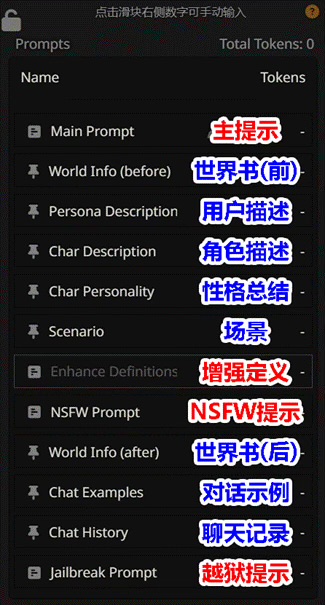 点击滑块右侧数字可手动输入 ?
Prompts Total Tokens: 0
Name Tokens
Main Prompt 主提示 -
World Info (before) 世界书(前) -
Persona Description 用户描述 -
Char Description 角色描述 -
Char Personality 性格总结 -
Scenario 场景 -
Enhance Definitions 增强定义 -
NSFW Prompt NSFW提示 -
World Info (after) 世界书(后) -
Chat Examples 对话示例 -
Chat History 聊天记录 -
Jailbreak Prompt 越狱提示 -